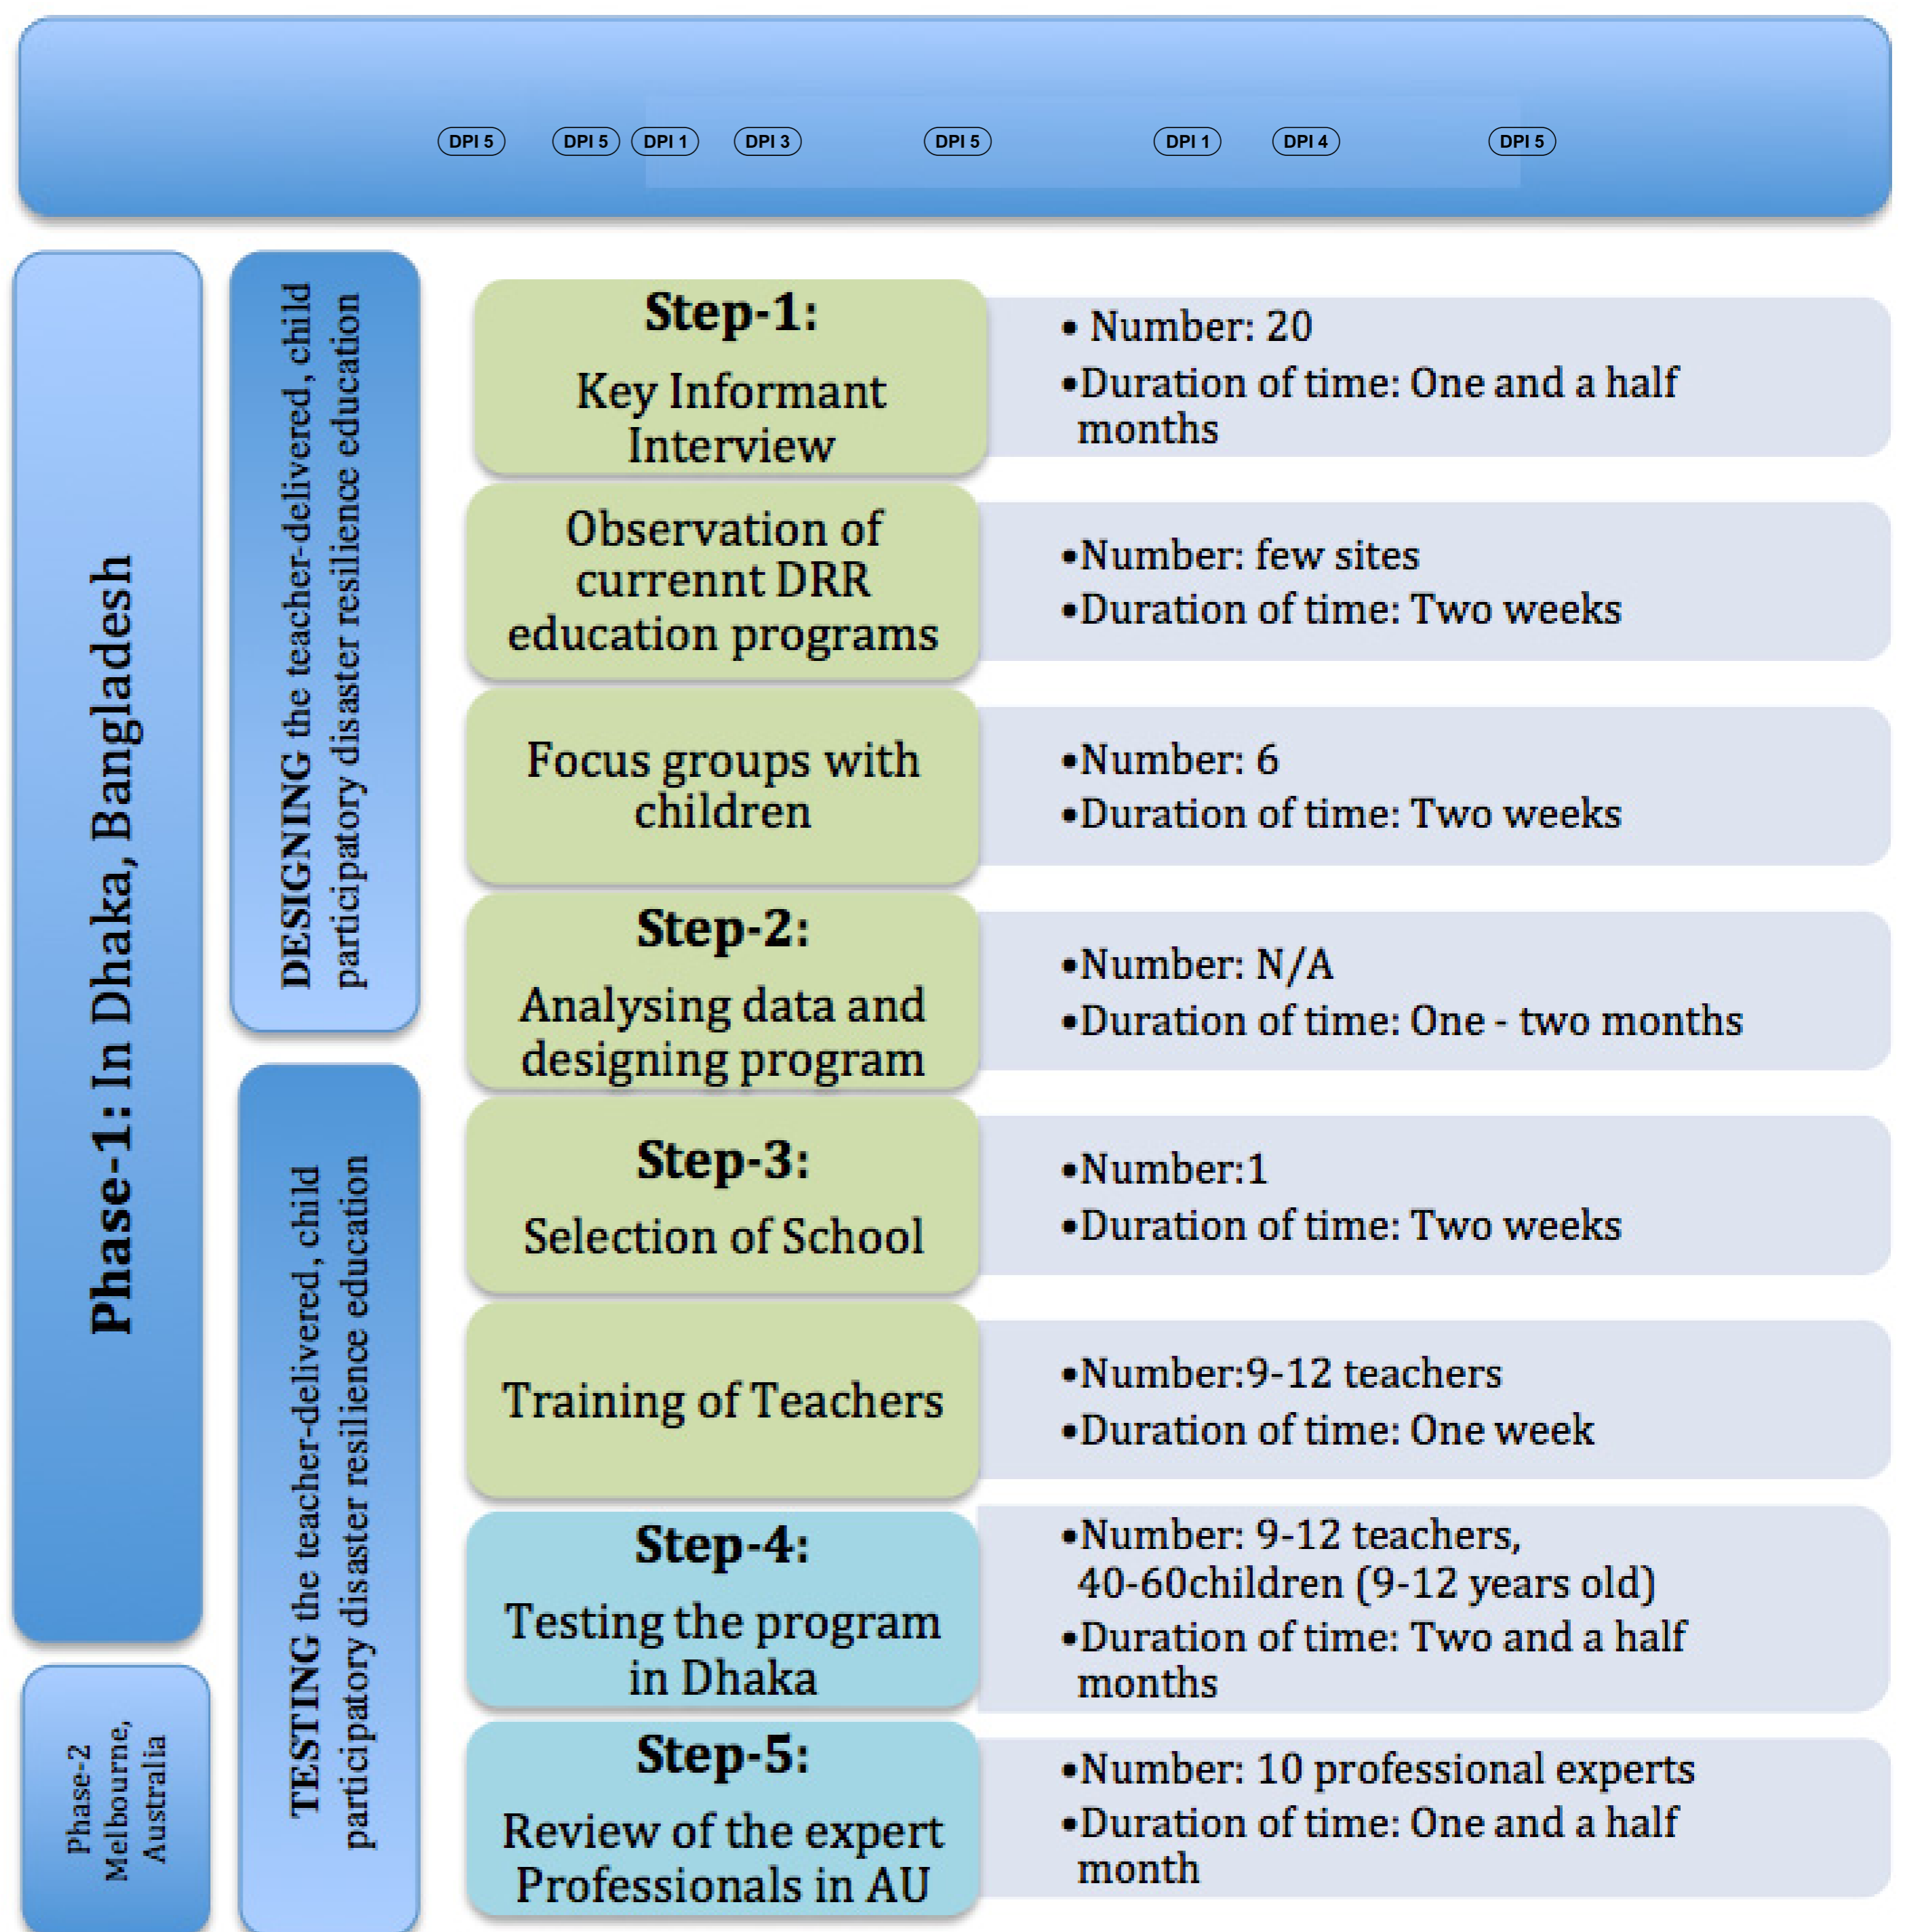 DPI 5 DPI 5 DPI 1 DPI 3 DPI 5 DPI 1 DPI 4 DPI 5
Phase-1: In Dhaka, Bangladesh
Phase-2
Melbourne,
Australia
DESIGNING the teacher-delivered, child
participatory disaster resilience education
TESTING the teacher-delivered, child
participatory disaster resilience education
Step-1:
Key Informant
Interview
• Number: 20
•Duration of time: One and a half
months
Observation of
currennt DRR
education programs
•Number: few sites
•Duration of time: Two weeks
Focus groups with
children
•Number: 6
•Duration of time: Two weeks
Step-2:
Analysing data and
designing program
•Number: N/A
•Duration of time: One - two months
Step-3:
Selection of School
•Number:1
•Duration of time: Two weeks
Training of Teachers
•Number:9-12 teachers
•Duration of time: One week
Step-4:
Testing the program
in Dhaka
•Number: 9-12 teachers,
40-60children (9-12 years old)
•Duration of time: Two and a half
months
Step-5:
Review of the expert
Professionals in AU
•Number: 10 professional experts
•Duration of time: One and a half
month